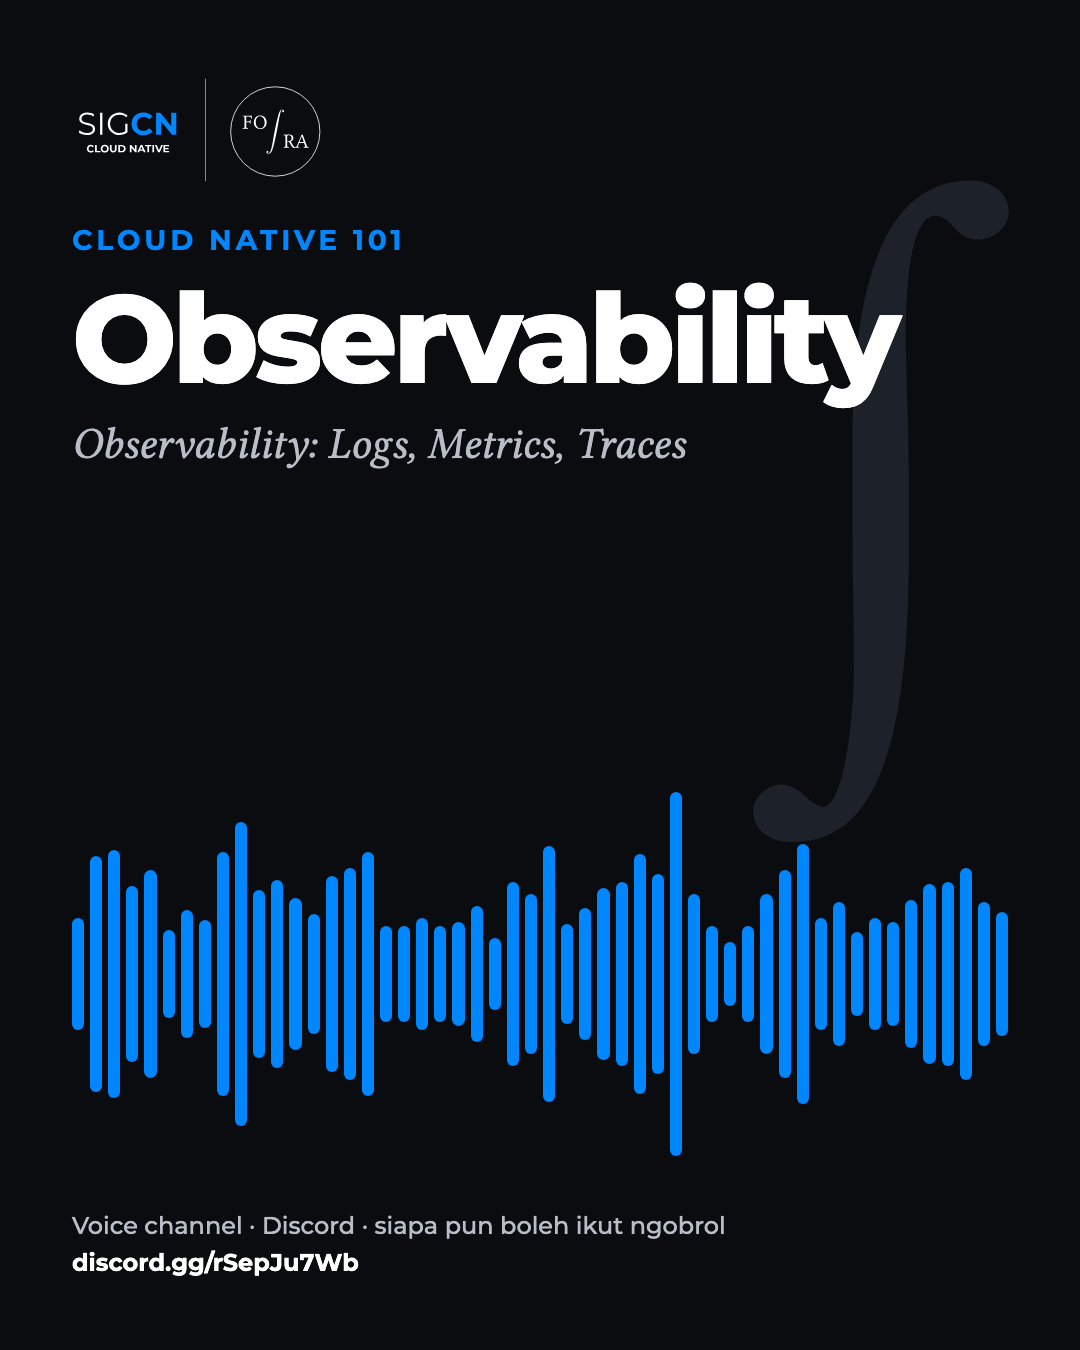 SIGCN
CLOUD NATIVE
FO∫RA
CLOUD NATIVE 101
Observability
Observability: Logs, Metrics, Traces
Voice channel · Discord · siapa pun boleh ikut ngobrol
discord.gg/rSepJu7Wb